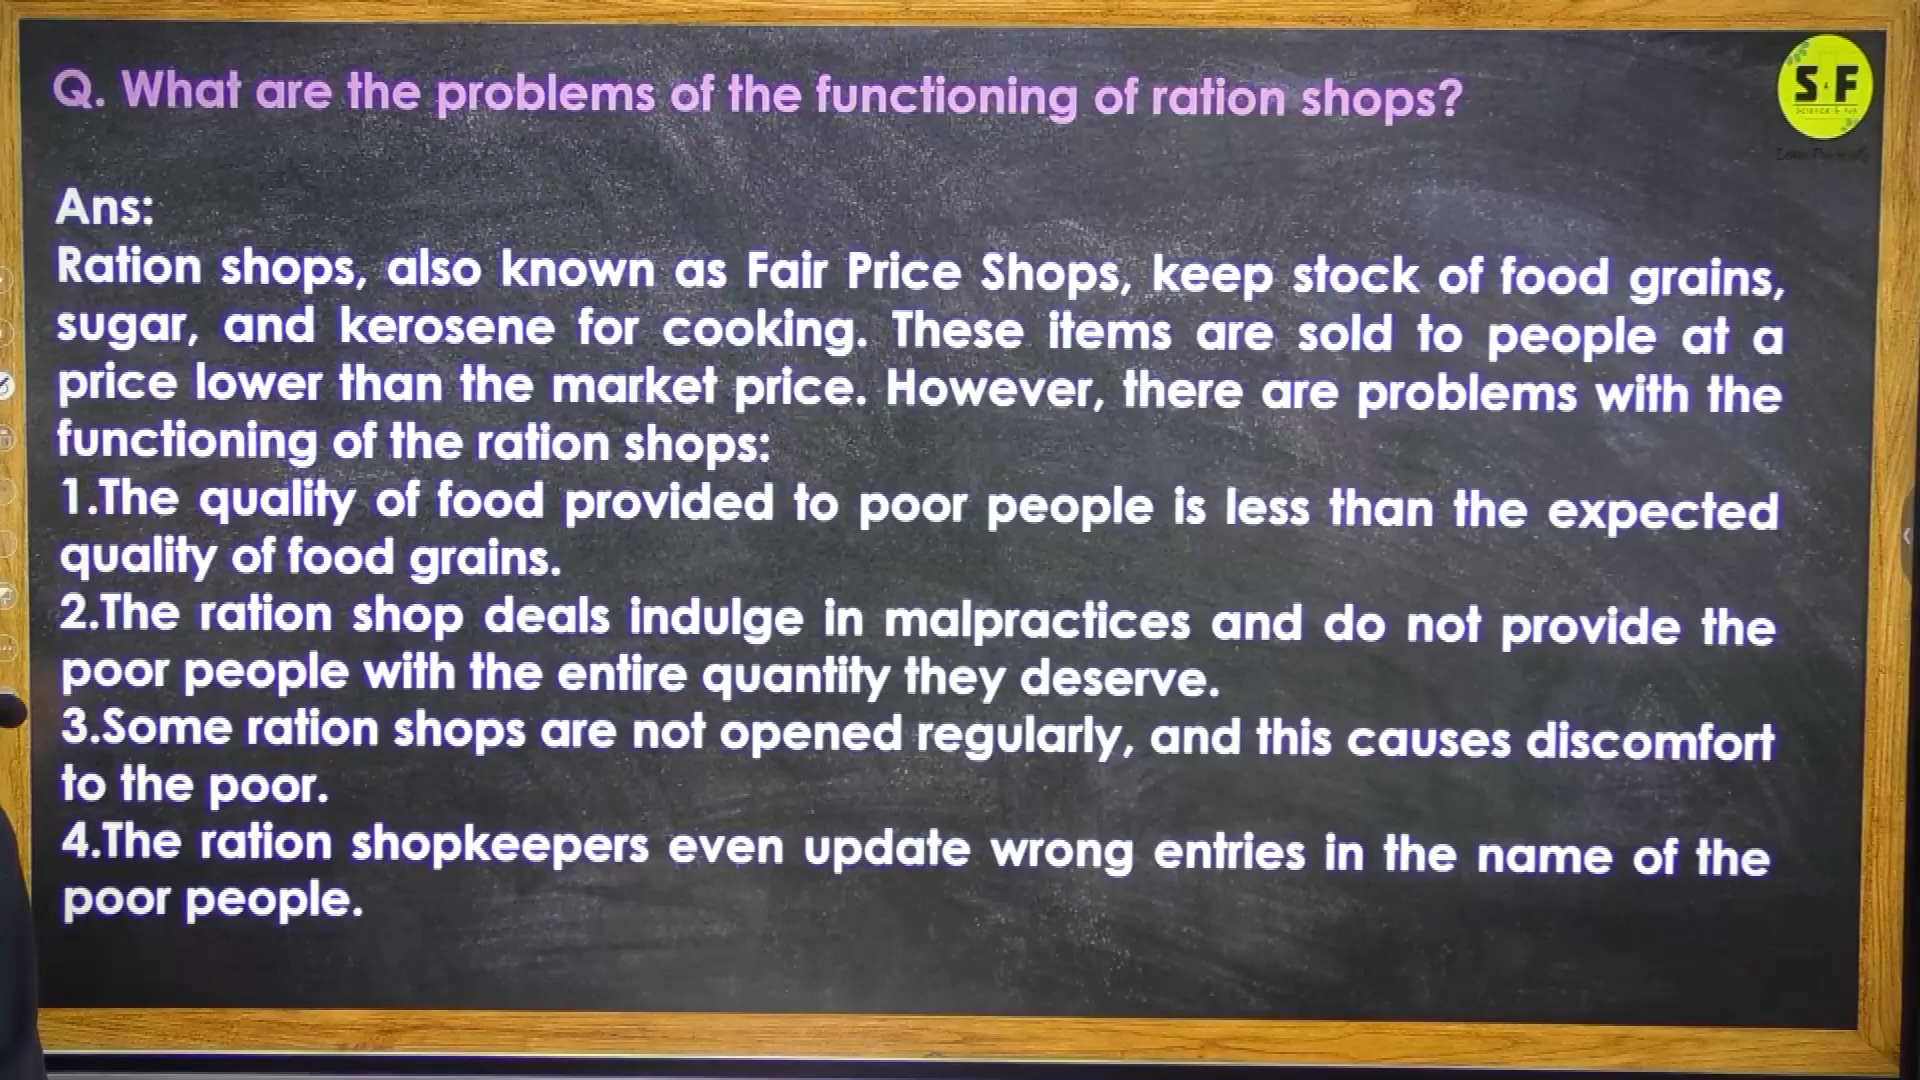 Q. What are the problems of the functioning of ration shops?
S F
Science & fun
Ans:
Ration shops, also known as Fair Price Shops, keep stock of food grains,
sugar, and kerosene for cooking. These items are sold to people at a
price lower than the market price. However, there are problems with the
functioning of the ration shops:
1.The quality of food provided to poor people is less than the expected
quality of food grains.
2.The ration shop deals indulge in malpractices and do not provide the
poor people with the entire quantity they deserve.
3.Some ration shops are not opened regularly, and this causes discomfort
to the poor.
4.The ration shopkeepers even update wrong entries in the name of the
poor people.